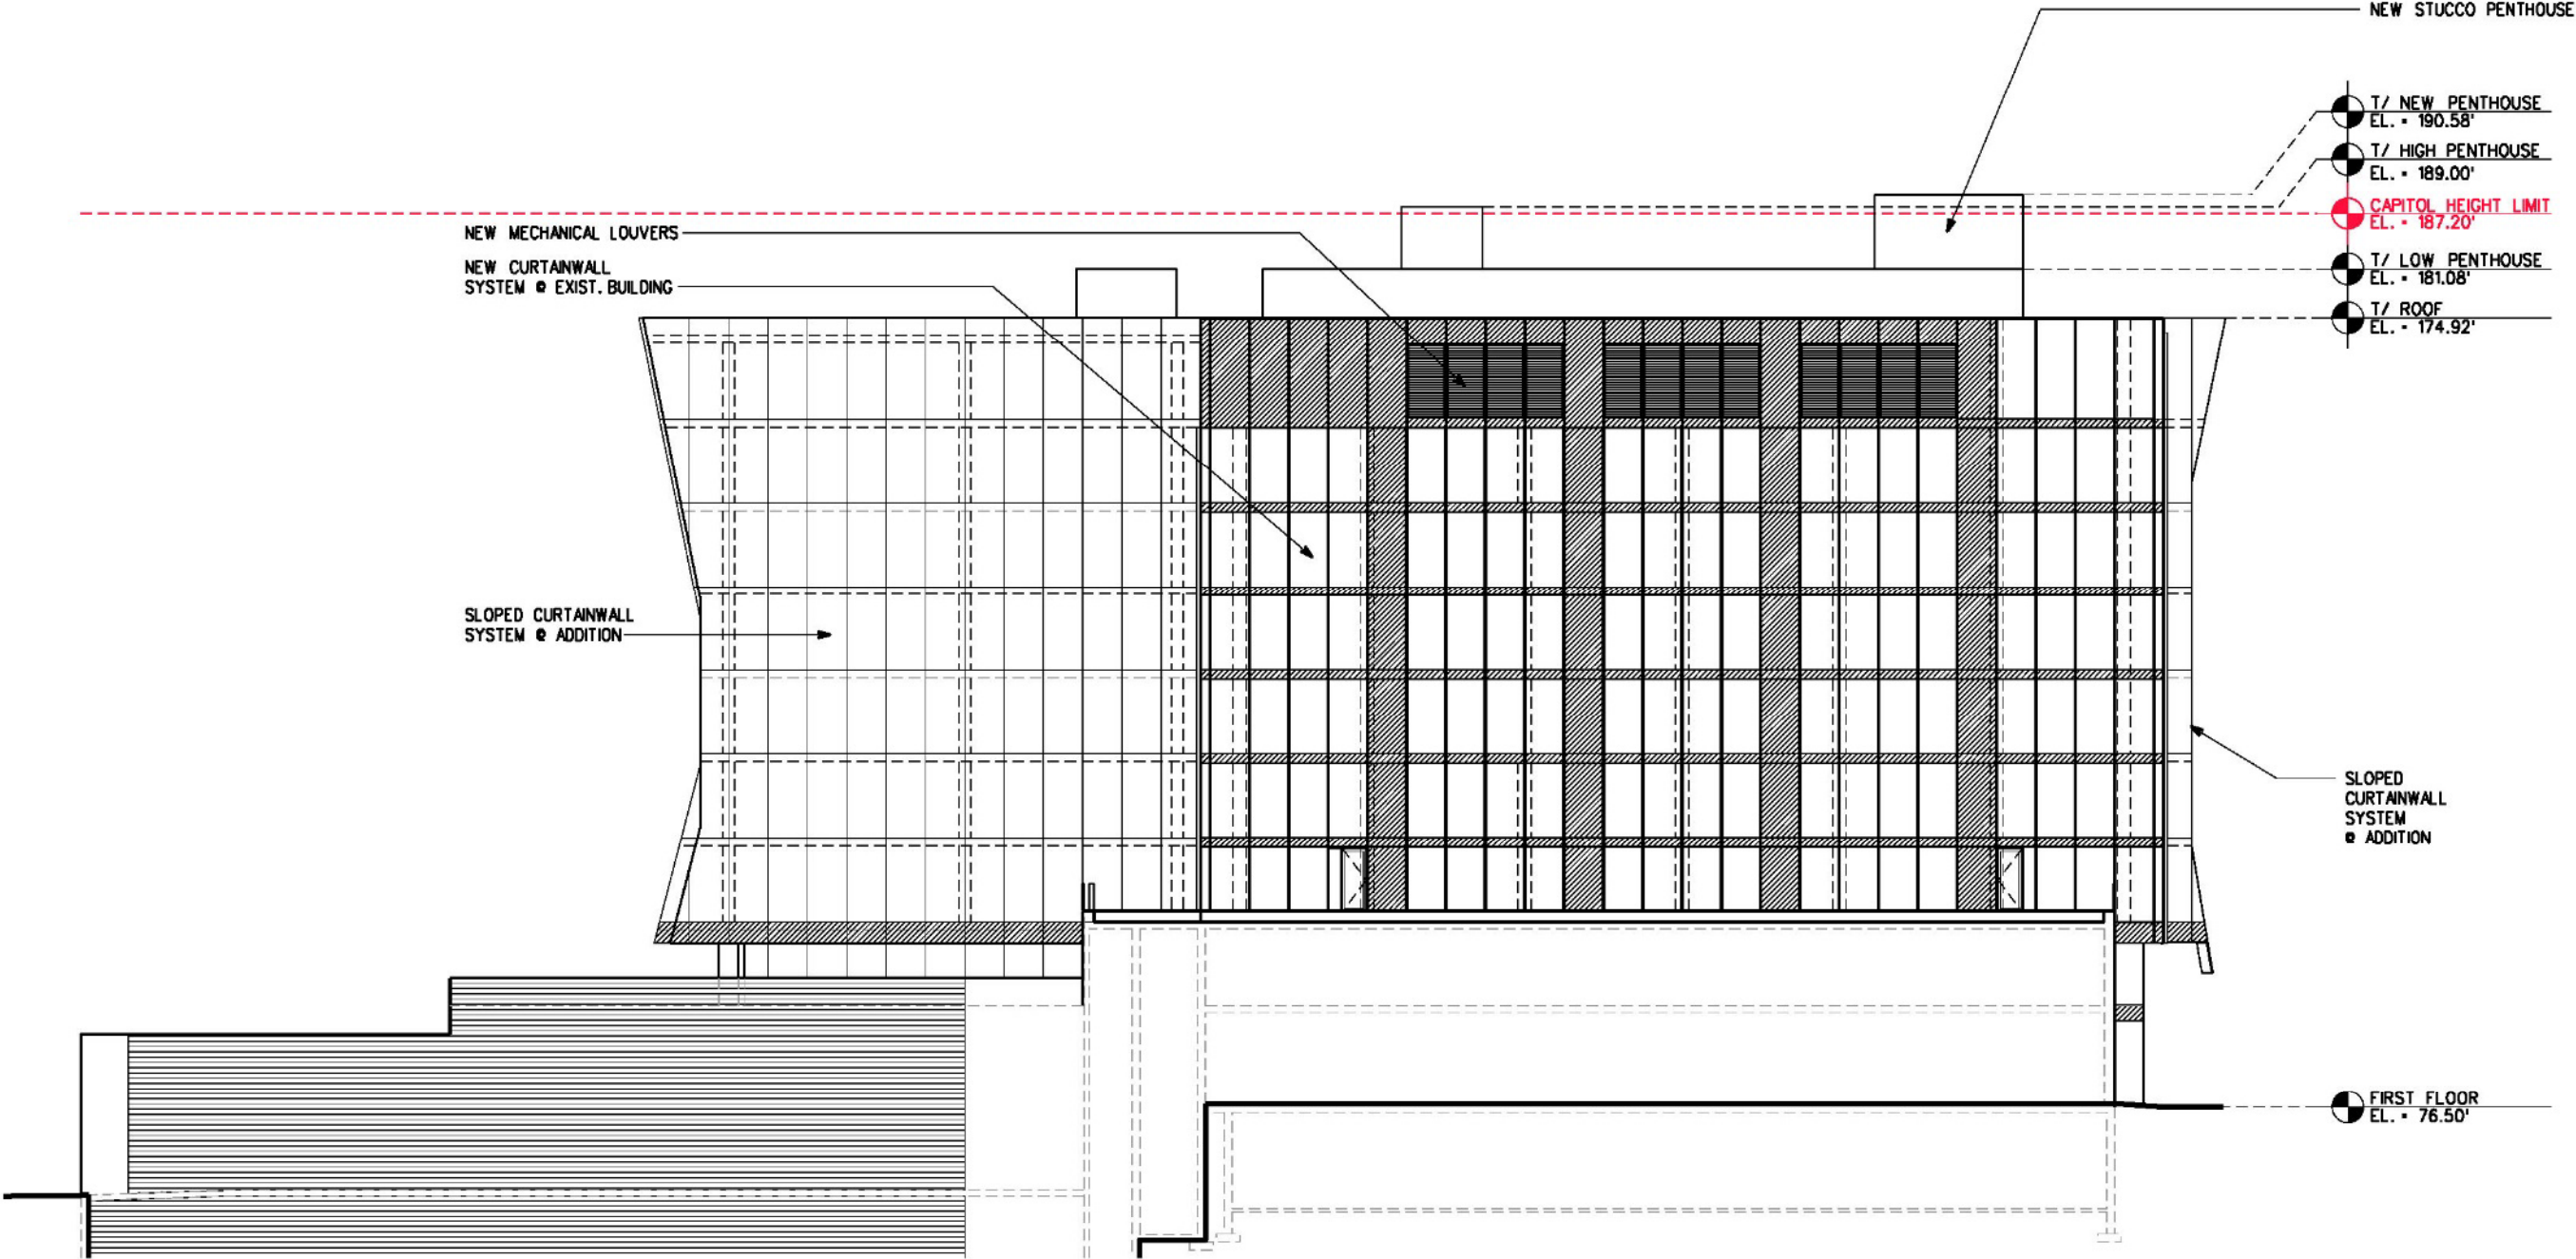 NEW STUCCO PENTHOUSE
T/ NEW PENTHOUSE
EL. = 190.58'
T/ HIGH PENTHOUSE
EL. = 189.00'
CAPITOL HEIGHT LIMIT
EL. = 187.20'
NEW MECHANICAL LOUVERS
NEW CURTAINWALL
SYSTEM @ EXIST. BUILDING
T/ LOW PENTHOUSE
EL. = 181.08'
T/ ROOF
EL. = 174.92'
SLOPED CURTAINWALL
SYSTEM @ ADDITION
SLOPED
CURTAINWALL
SYSTEM
@ ADDITION
FIRST FLOOR
EL. = 76.50'